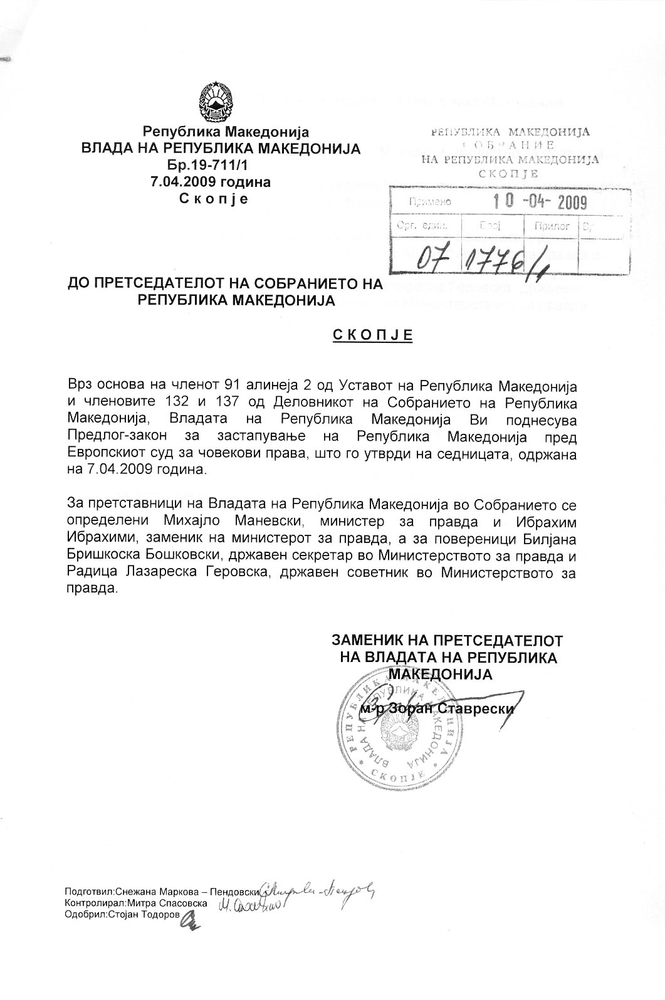 Република Македонија
ВЛАДА НА РЕПУБЛИКА МАКЕДОНИЈА
Бр.19-711/1
7.04.2009 година
С к о п ј е
РЕПУБЛИКА МАКЕДОНИЈА
СОБРАНИЕ
НА РЕПУБЛИКА МАКЕДОНИЈА
СКОПЈЕ
Примено 10 -04- 2009
Орг. един. Број Прилог
07 1776/1
ДО ПРЕТСЕДАТЕЛОТ НА СОБРАНИЕТО НА
РЕПУБЛИКА МАКЕДОНИЈА
С К О П Ј Е
Врз основа на членот 91 алинеја 2 од Уставот на Република Македонија
и членовите 132 и 137 од Деловникот на Собранието на Република
Македонија, Владата на Република Македонија Ви поднесува
Предлог-закон за застапување на Република Македонија пред
Европскиот суд за човекови права, што го утврди на седницата, одржана
на 7.04.2009 година.
За претставници на Владата на Република Македонија во Собранието се
определени Михајло Маневски, министер за правда и Ибрахим
Ибрахими, заменик на министерот за правда, а за повереници Билјана
Бришкоска Бошковски, државен секретар во Министерството за правда и
Радица Лазареска Геровска, државен советник во Министерството за
правда.
ЗАМЕНИК НА ПРЕТСЕДАТЕЛОТ
НА ВЛАДАТА НА РЕПУБЛИКА
МАКЕДОНИЈА
м-р Зоран Ставрески
РЕПУБЛИКА МАКЕДОНИЈА
ВЛАДА НА РЕПУБЛИКА МАКЕДОНИЈА
СКОПЈЕ
Подготвил:Снежана Маркова – Пендовски
Контролирал:Митра Спасовска
Одобрил:Стојан Тодоров